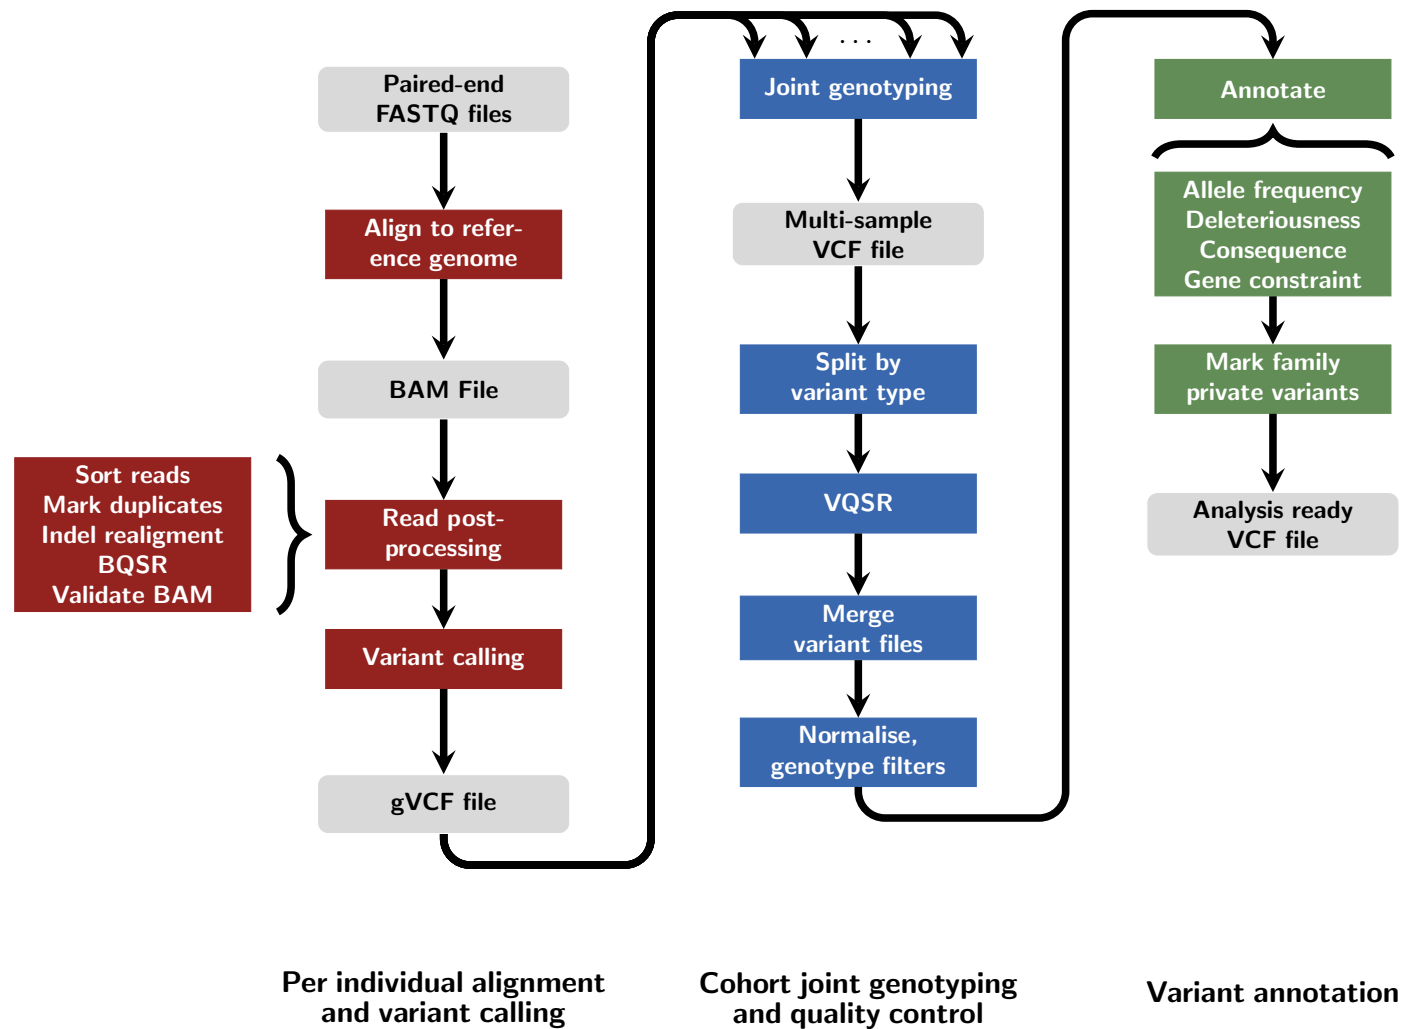 Paired-end
FASTQ files
Align to refer-
ence genome
BAM File
Sort reads
Mark duplicates
Indel realigment
BQSR
Validate BAM
Read post-
processing
Variant calling
gVCF file
Per individual alignment
and variant calling
. . .
Joint genotyping
Multi-sample
VCF file
Split by
variant type
VQSR
Merge
variant files
Normalise,
genotype filters
Cohort joint genotyping
and quality control
Annotate
Allele frequency
Deleteriousness
Consequence
Gene constraint
Mark family
private variants
Analysis ready
VCF file
Variant annotation